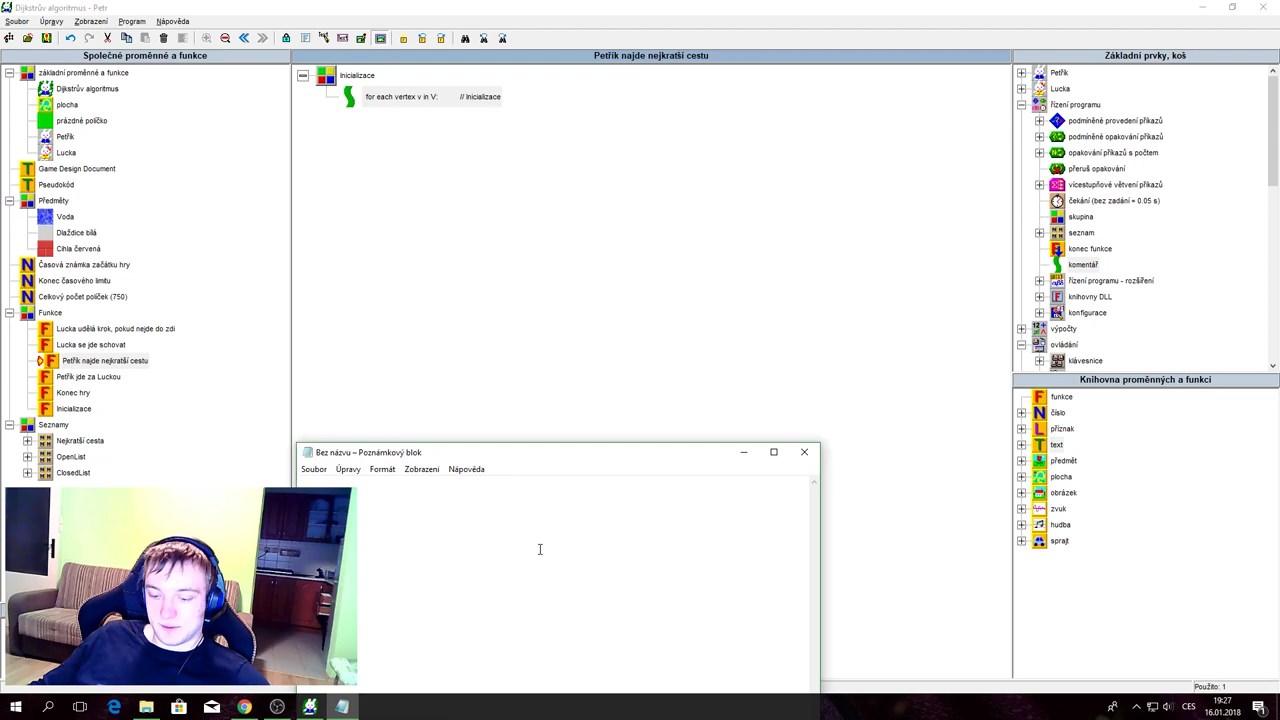 Dijkstrův algoritmus - Petr
Soubor Úpravy Zobrazení Program Nápověda
Společné proměnné a funkce
základní proměnné a funkce
Dijkstrův algoritmus
plocha
prázdné políčko
Petřík
Lucka
Game Design Document
Pseudokód
Předměty
Voda
Dlaždice bílá
Cihla červená
Časová známka začátku hry
Konec časového limitu
Celkový počet políček (750)
Funkce
Lucka udělá krok, pokud nejde do zdi
Lucka se jde schovat
Petřík najde nejkratší cestu
Petřík jde za Luckou
Konec hry
Inicializace
Seznamy
Nejkratší cesta
OpenList
ClosedList
Petřík najde nejkratší cestu
Inicializace
for each vertex v in V: // Inicializace
Bez názvu – Poznámkový blok
Soubor Úpravy Formát Zobrazení Nápověda
Základní prvky, koš
Petřík
Lucka
řízení programu
podmíněné provedení příkazů
podmíněné opakování příkazů
opakování příkazů s počtem
přeruš opakování
vícestupňové větvení příkazů
čekání (bez zadání = 0.05 s)
skupina
seznam
konec funkce
komentář
řízení programu - rozšíření
knihovny DLL
konfigurace
výpočty
ovládání
klávesnice
Knihovna proměnných a funkcí
funkce
číslo
příznak
text
předmět
plocha
obrázek
zvuk
hudba
sprajt
Použito: 1
CES
19:27
16.01.2018